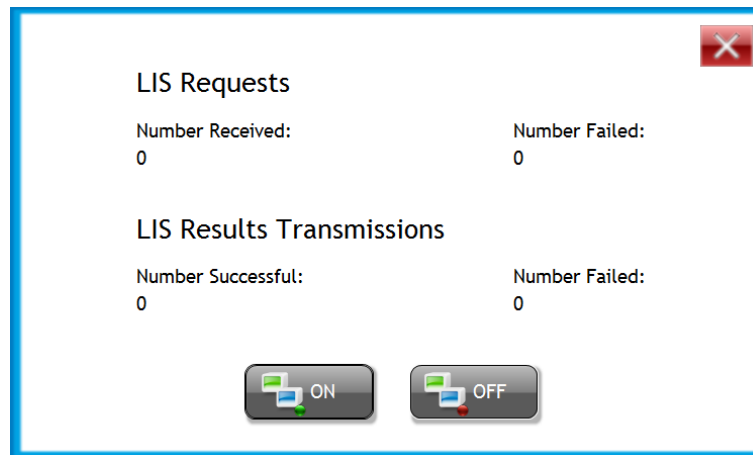 LIS Requests
Number Received: Number Failed:
0 0
LIS Results Transmissions
Number Successful: Number Failed:
0 0
ON OFF